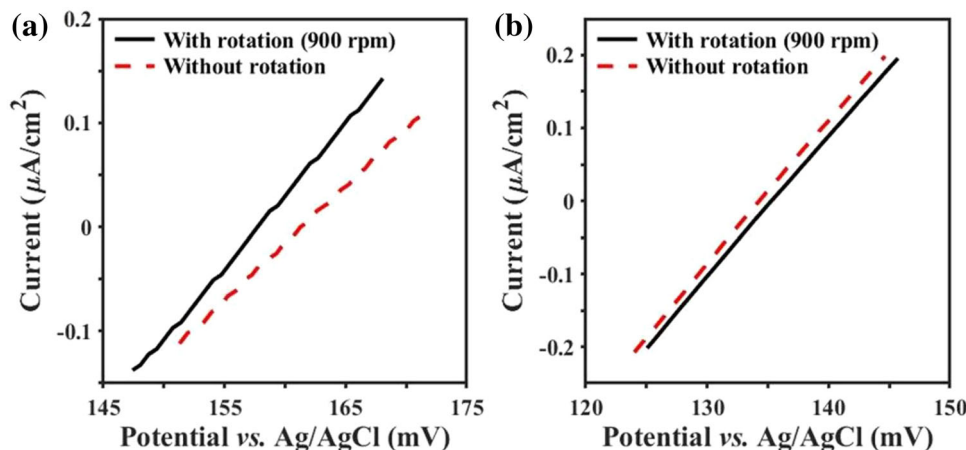 (a)
With rotation (900 rpm)
Without rotation
0.2
0.1
0
-0.1
Current (µA/cm²)
145
155
165
175
Potential vs. Ag/AgCl (mV)
(b)
With rotation (900 rpm)
Without rotation
0.2
0.1
0
-0.1
-0.2
Current (µA/cm²)
120
130
140
150
Potential vs. Ag/AgCl (mV)